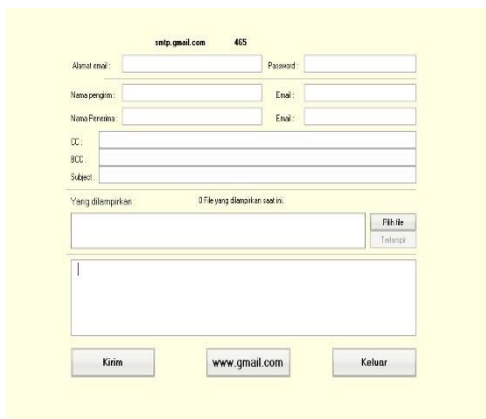 smtp.gmail.com 465
Alamat email : Password :
Nama pengirim : Email :
Nama Penerima : Email :
CC :
BCC :
Subject :
Yang dilampirkan 0 File yang dilampirkan saat ini.
Pilih file
Terlampir
Kirim www.gmail.com Keluar